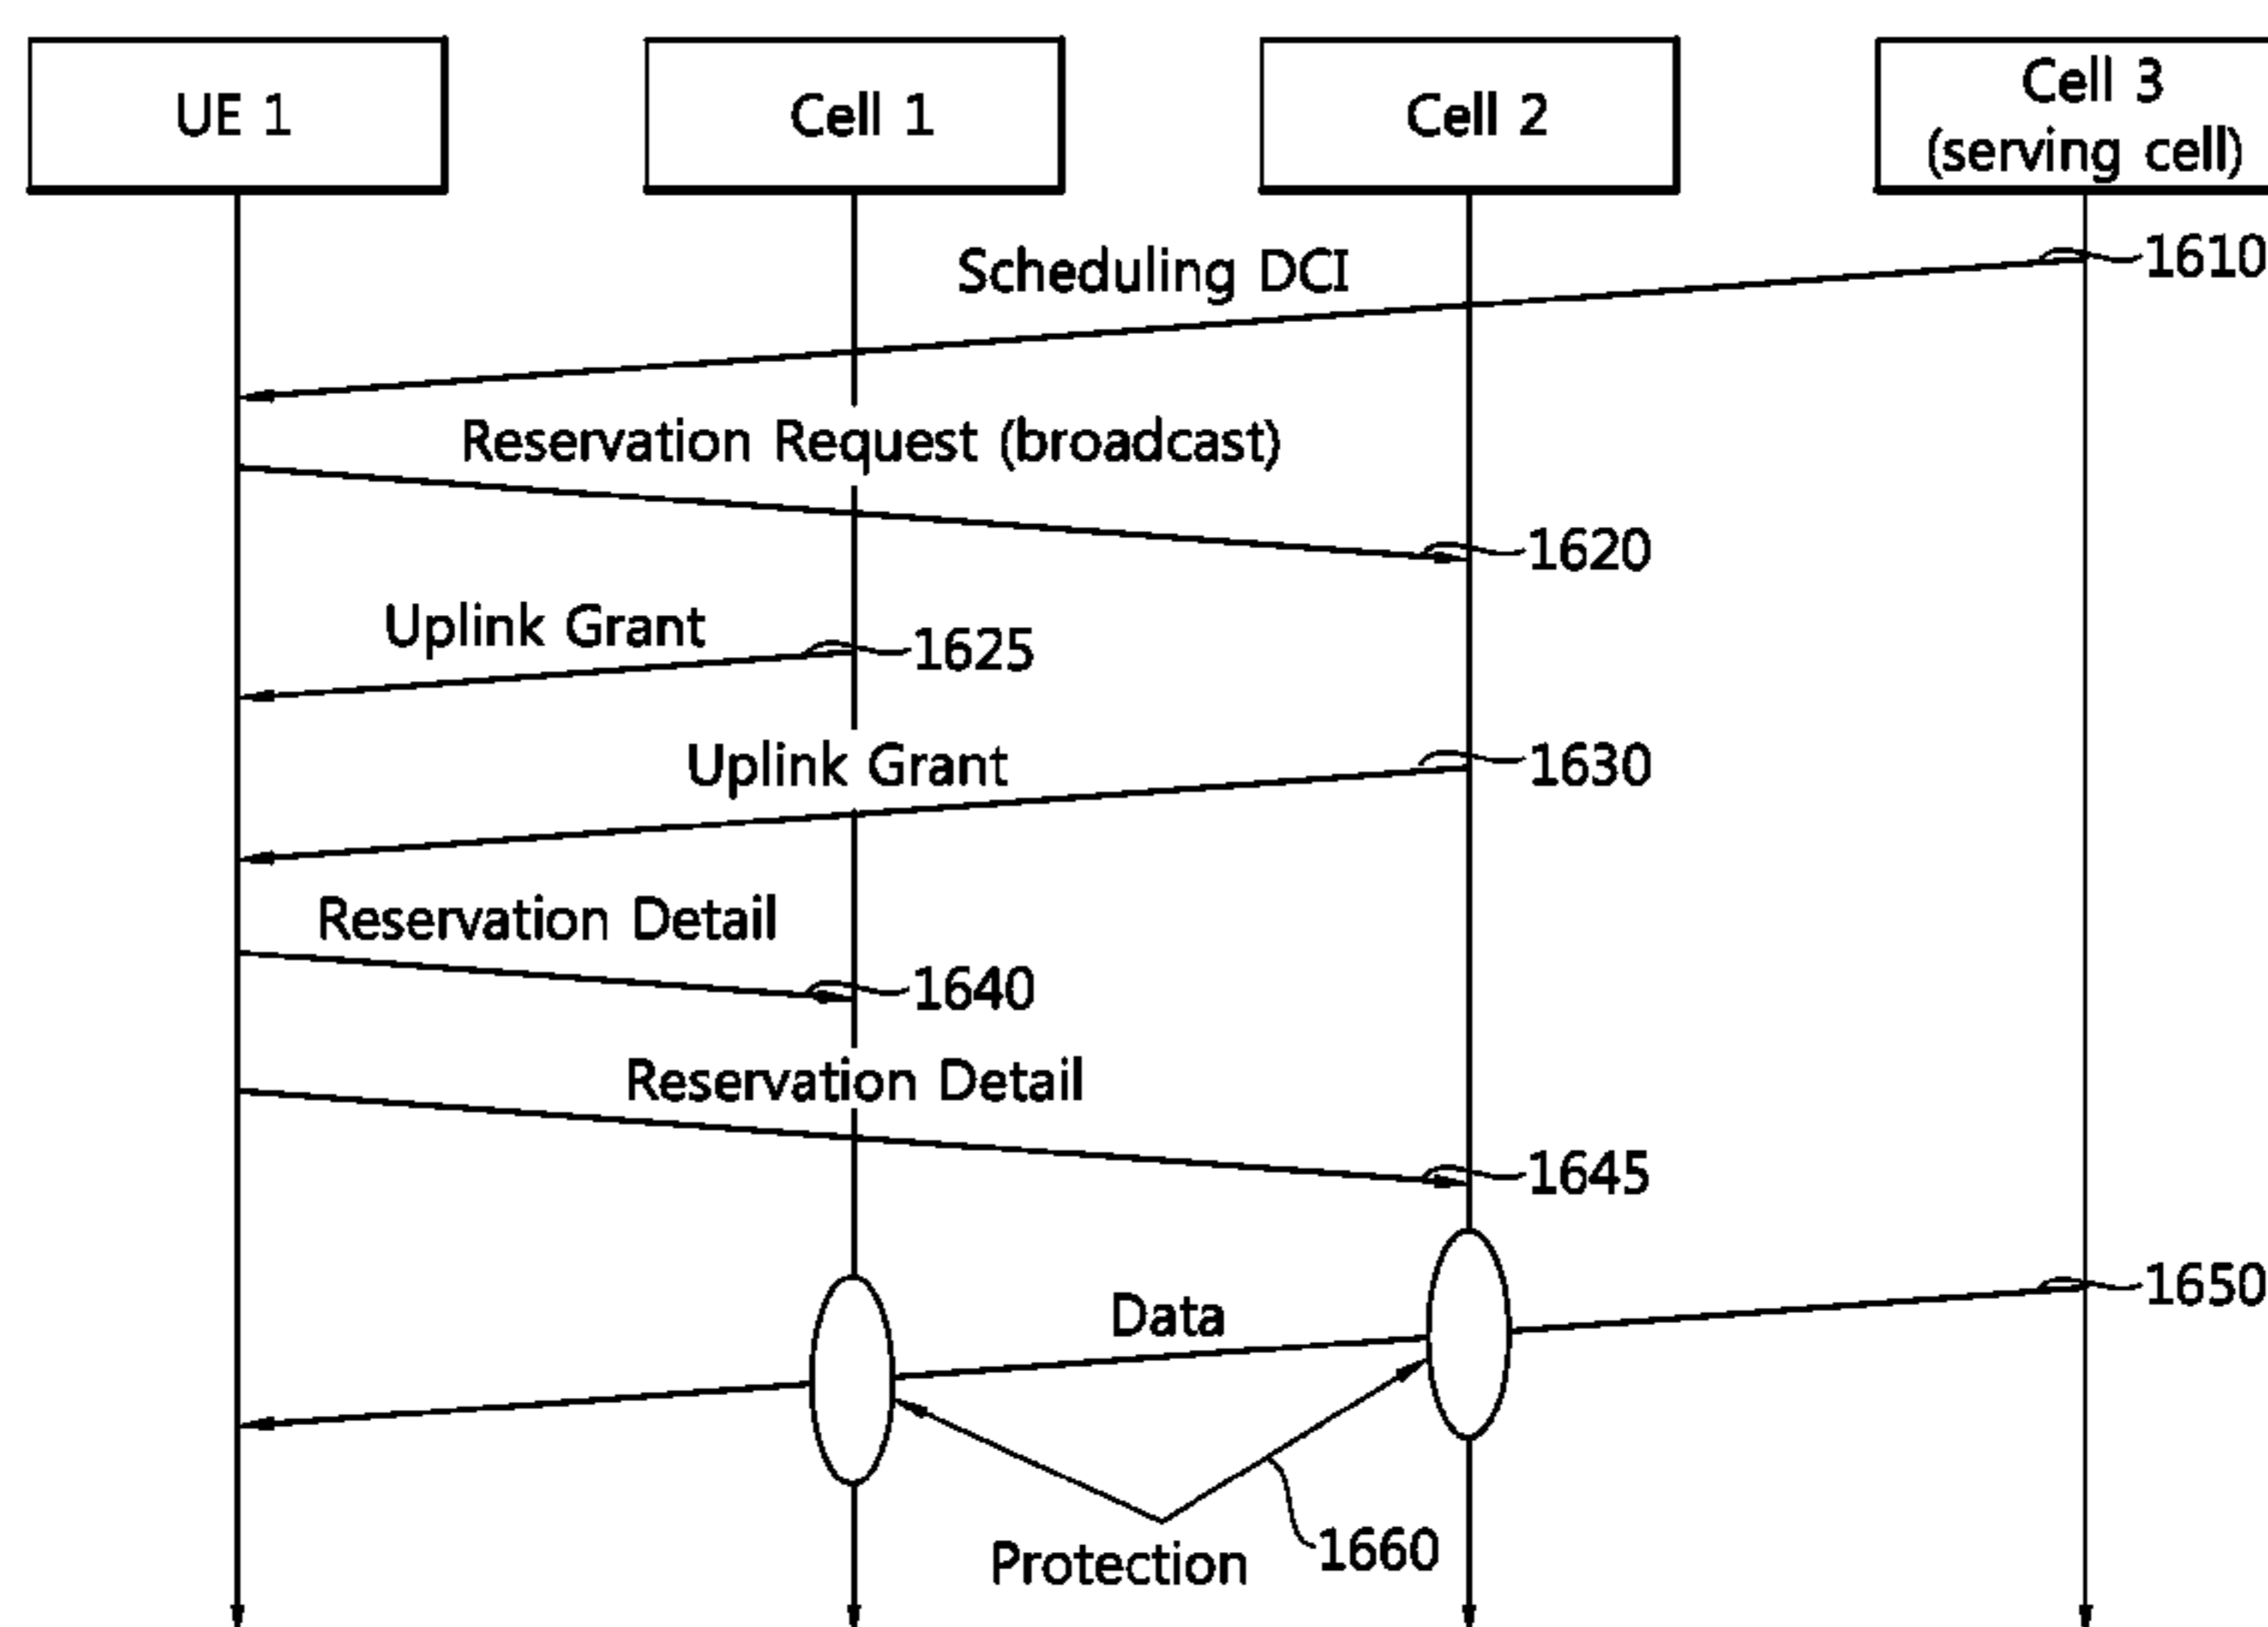 UE 1
Cell 1
Cell 2
Cell 3
(serving cell)
Scheduling DCI
1610
Reservation Request (broadcast)
1620
Uplink Grant
1625
Uplink Grant
1630
Reservation Detail
1640
Reservation Detail
1645
1650
Data
Protection
1660